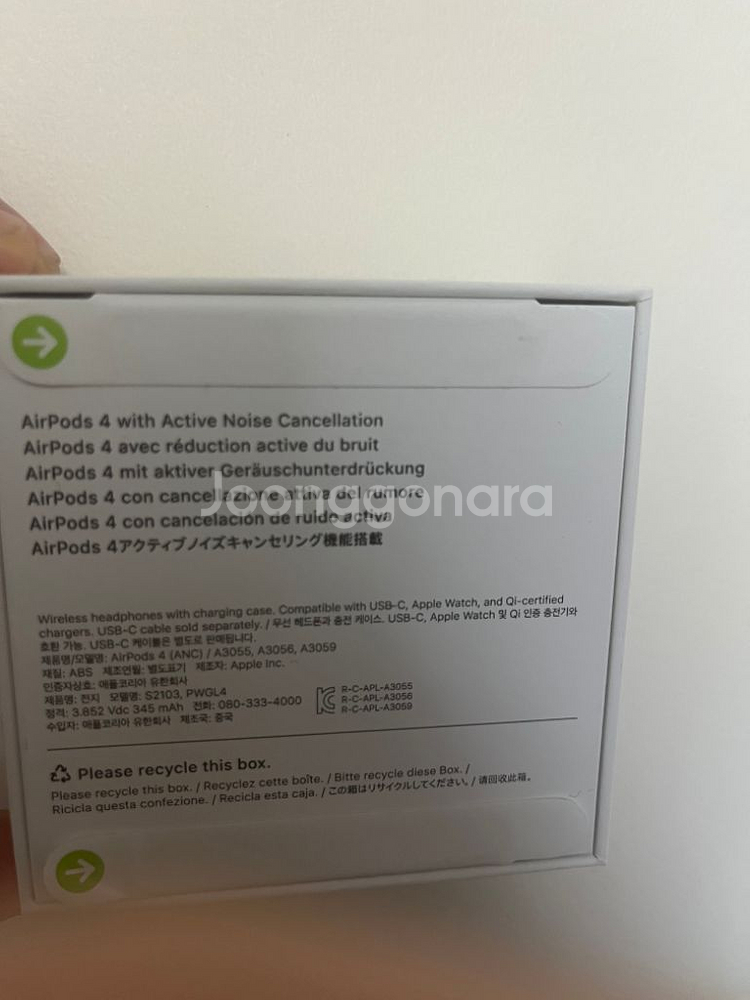 AirPods 4 with Active Noise Cancellation
AirPods 4 avec réduction active du bruit
AirPods 4 mit aktiver Geräuschunterdrückung
AirPods 4 con cancellazione attiva del rumore
Joonggonara
AirPods 4 con cancelación de ruido activa
AirPods 4アクティブノイズキャンセリング機能搭載
Wireless headphones with charging case. Compatible with USB-C, Apple Watch, and Qi-certified
chargers. USB-C cable sold separately. / 무선 헤드폰과 충전 케이스. USB-C, Apple Watch 및 Qi 인증 충전기와
호환 가능. USB-C 케이블은 별도로 판매됩니다.
제품명/모델명: AirPods 4 (ANC) / A3055, A3056, A3059
재질: ABS 제조연월: 별도표기 제조자: Apple Inc.
인증자상호: 애플코리아 유한회사
제품명: 전지 모델명: S2103, PWGL4
정격: 3.852 Vdc 345 mAh 전화: 080-333-4000
수입자: 애플코리아 유한회사 제조국: 중국
R-C-APL-A3055
R-C-APL-A3056
R-C-APL-A3059
Please recycle this box.
Please recycle this box. / Recyclez cette boîte. / Bitte recycle diese Box. /
Ricicla questa confezione. / Recicla esta caja. / この箱はリサイクルしてください。 / 请回收此箱。